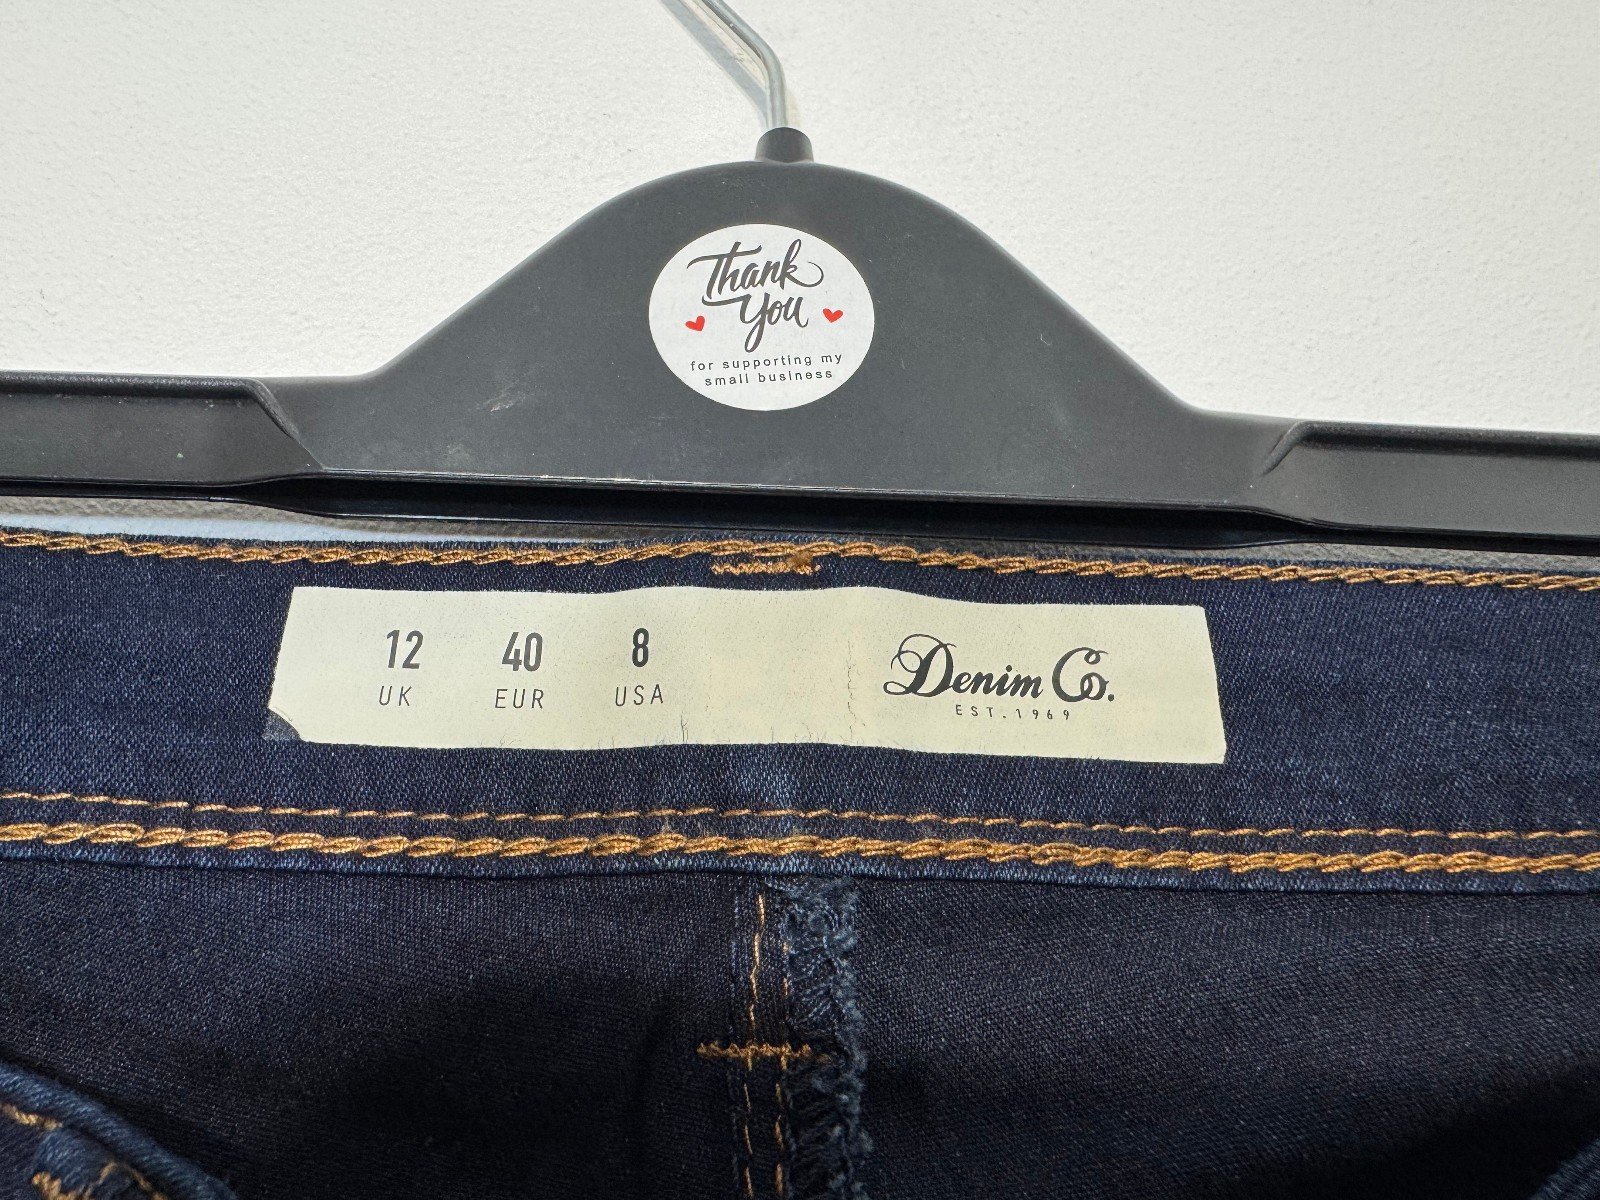 Thank
you
for supporting my
small business
12 40 8
UK EUR USA
Denim Co.
EST. 1969